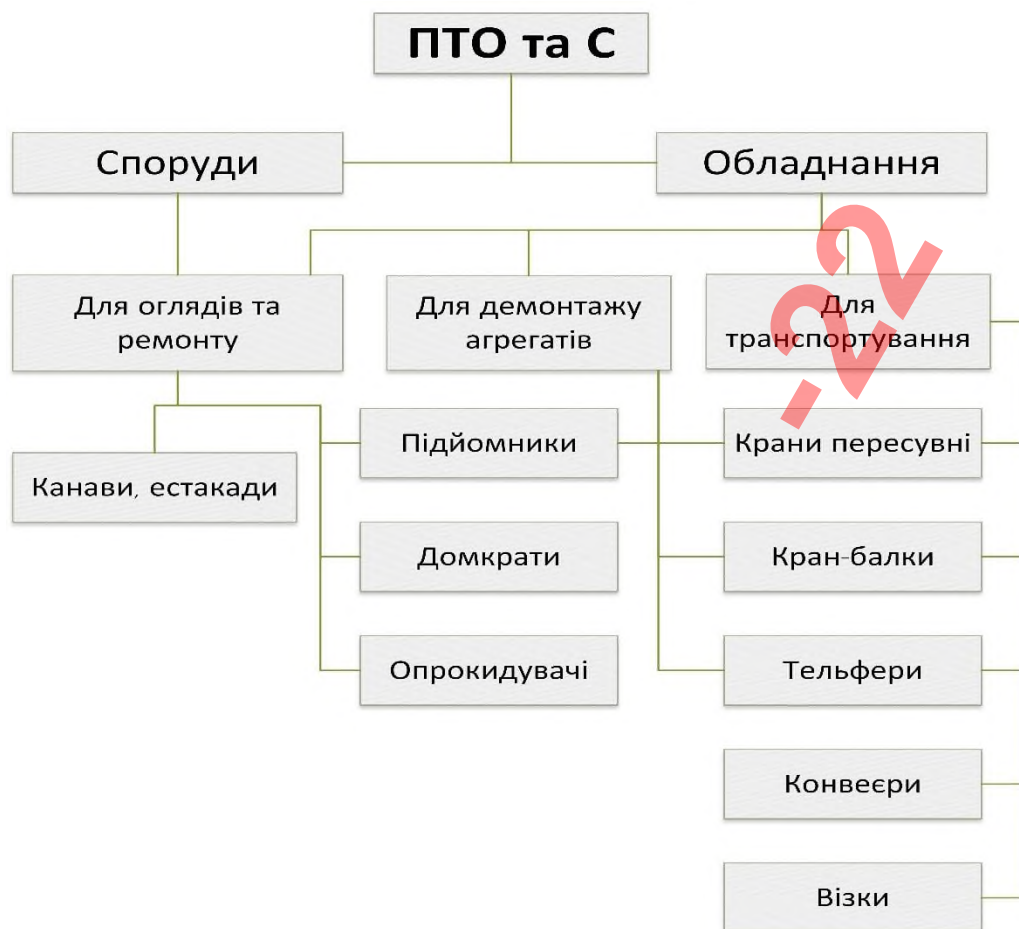 ПТО та С
Споруди
Обладнання
Для оглядів та
ремонту
Для демонтажу
агрегатів
Для
транспортування
-22
Підйомники
Крани пересувні
Канави, естакади
Домкрати
Кран-балки
Опрокидувачі
Тельфери
Конвеєри
Візки